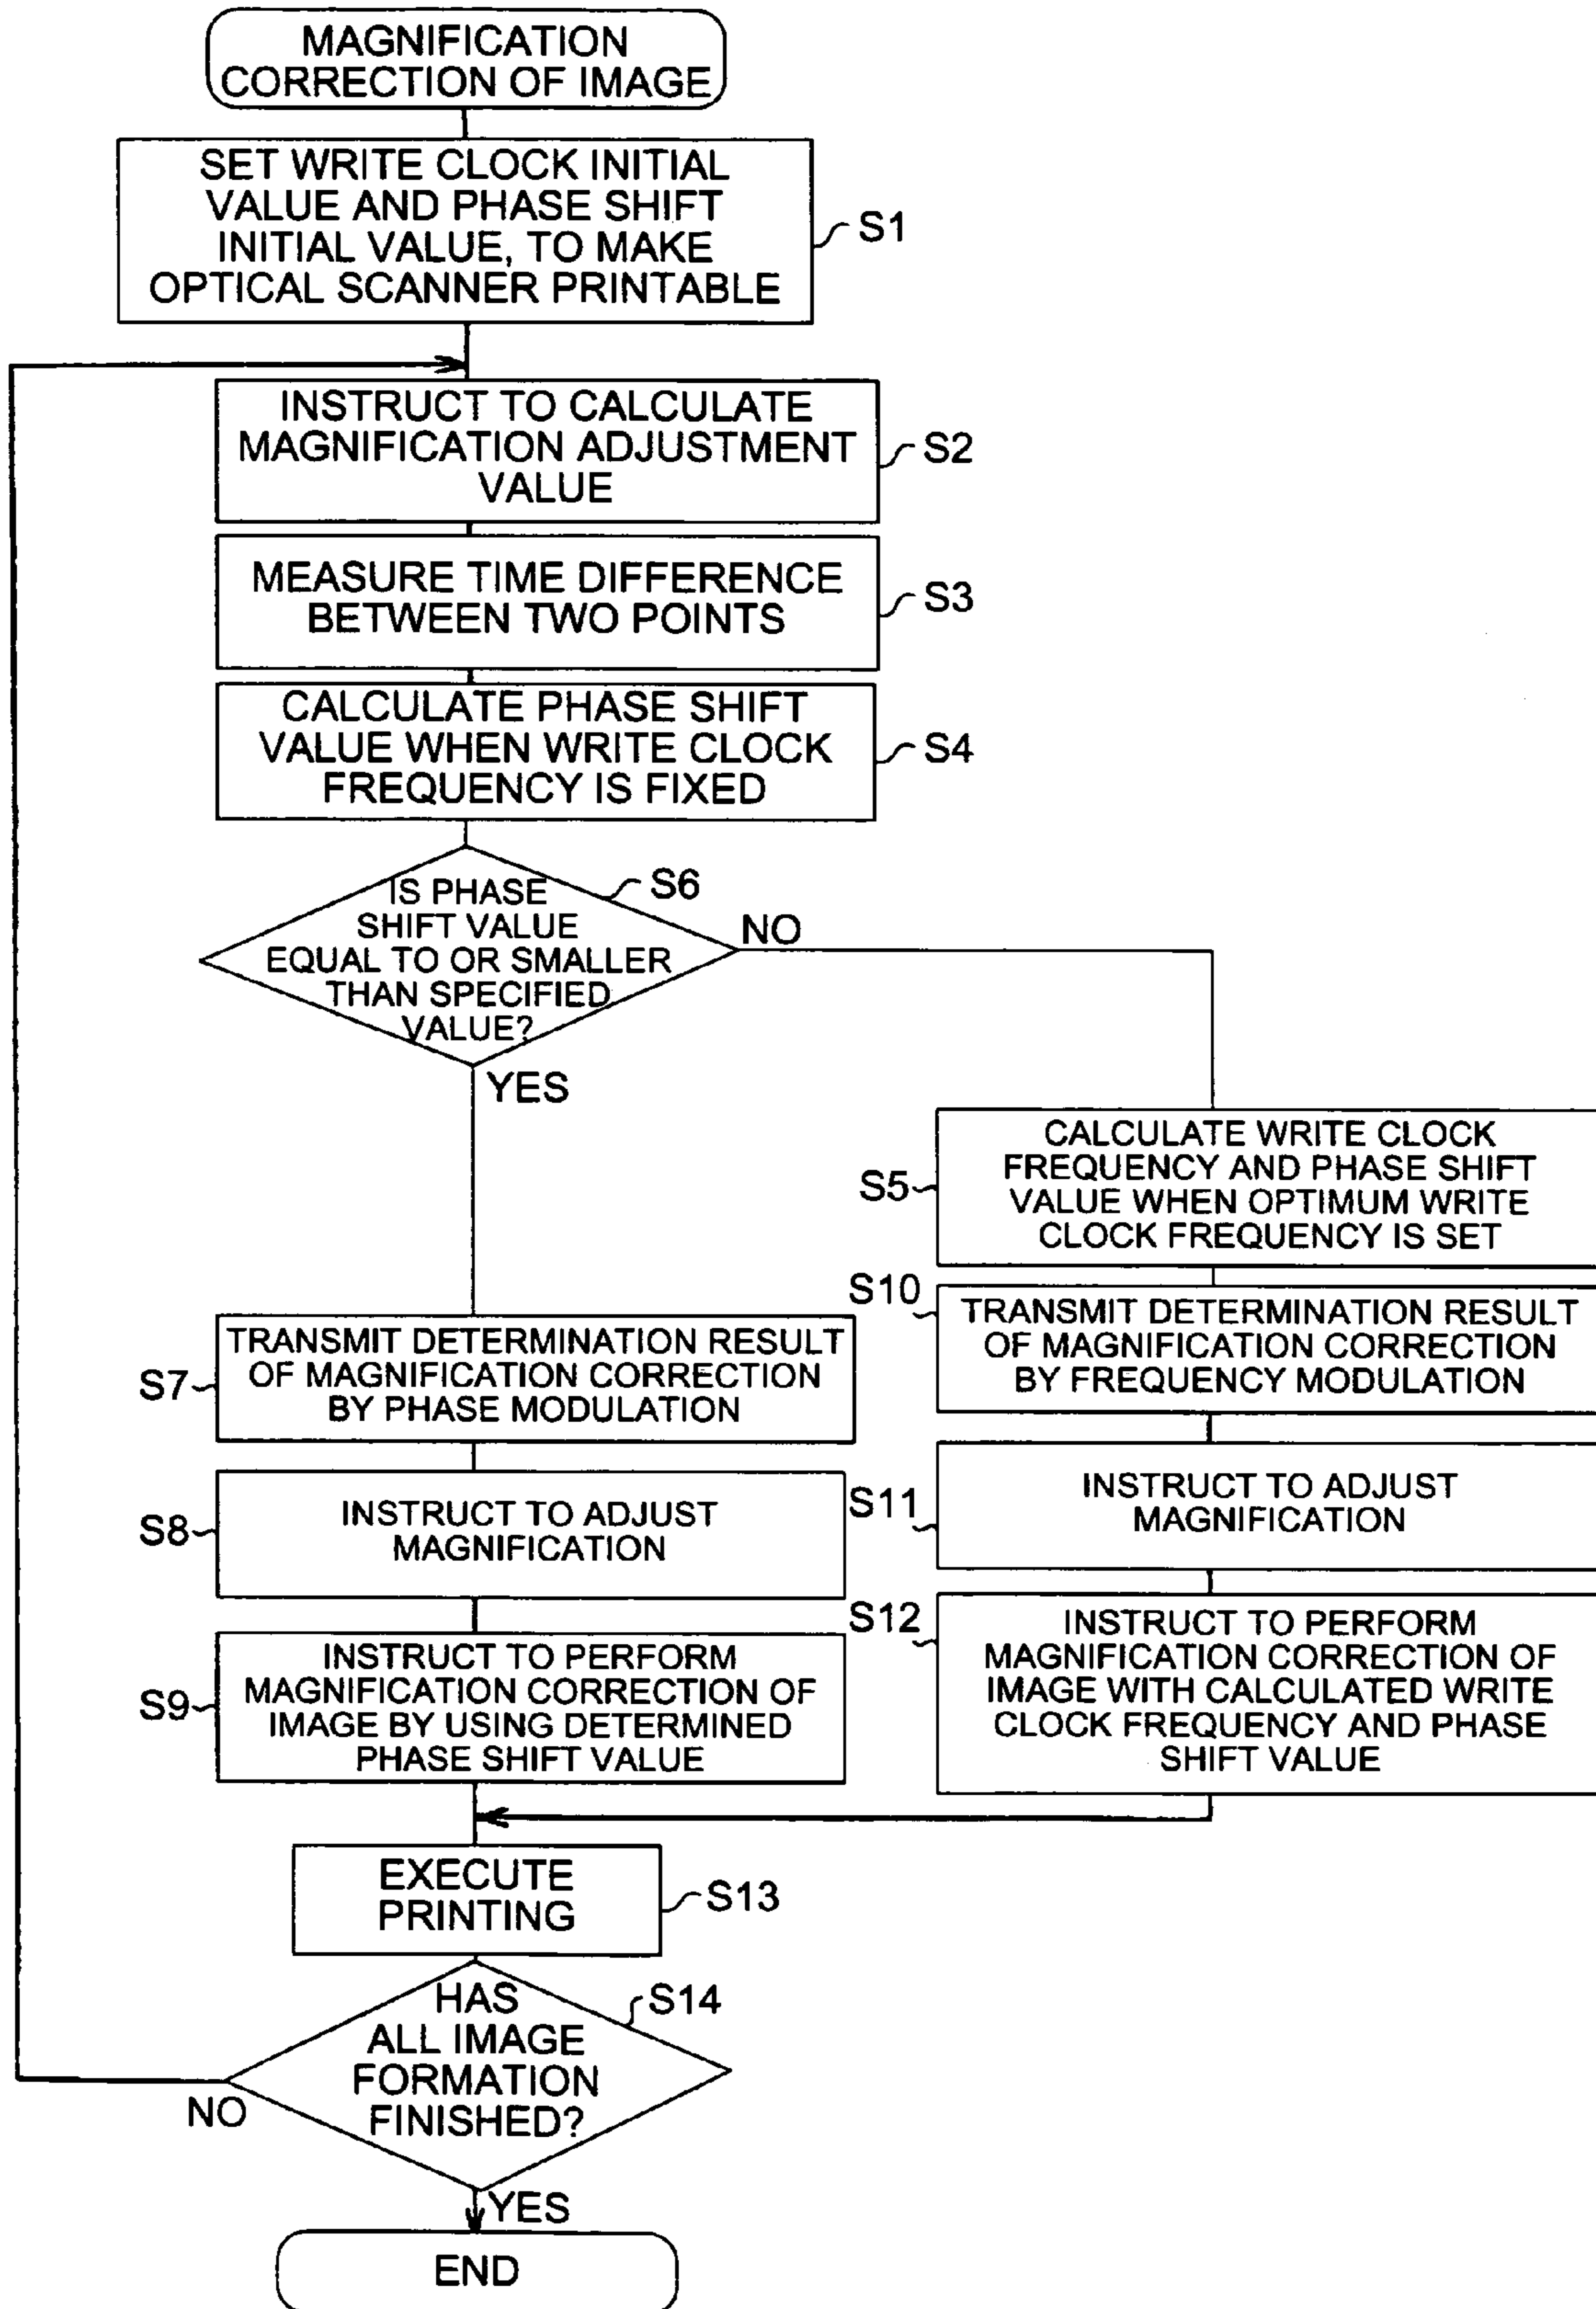 MAGNIFICATION
CORRECTION OF IMAGE
SET WRITE CLOCK INITIAL
VALUE AND PHASE SHIFT
INITIAL VALUE, TO MAKE
OPTICAL SCANNER PRINTABLE
S1
INSTRUCT TO CALCULATE
MAGNIFICATION ADJUSTMENT
VALUE
S2
MEASURE TIME DIFFERENCE
BETWEEN TWO POINTS
S3
CALCULATE PHASE SHIFT
VALUE WHEN WRITE CLOCK
FREQUENCY IS FIXED
S4
IS PHASE
SHIFT VALUE
EQUAL TO OR SMALLER
THAN SPECIFIED
VALUE?
S6
NO
YES
CALCULATE WRITE CLOCK
FREQUENCY AND PHASE SHIFT
VALUE WHEN OPTIMUM WRITE
CLOCK FREQUENCY IS SET
S5
S10
TRANSMIT DETERMINATION RESULT
OF MAGNIFICATION CORRECTION
BY FREQUENCY MODULATION
TRANSMIT DETERMINATION RESULT
OF MAGNIFICATION CORRECTION
BY PHASE MODULATION
S7
S11
INSTRUCT TO ADJUST
MAGNIFICATION
INSTRUCT TO ADJUST
MAGNIFICATION
S8
S12
INSTRUCT TO PERFORM
MAGNIFICATION CORRECTION OF
IMAGE WITH CALCULATED WRITE
CLOCK FREQUENCY AND PHASE
SHIFT VALUE
INSTRUCT TO PERFORM
MAGNIFICATION CORRECTION OF
IMAGE BY USING DETERMINED
PHASE SHIFT VALUE
S9
EXECUTE
PRINTING
S13
HAS
ALL IMAGE
FORMATION
FINISHED?
S14
NO
YES
END